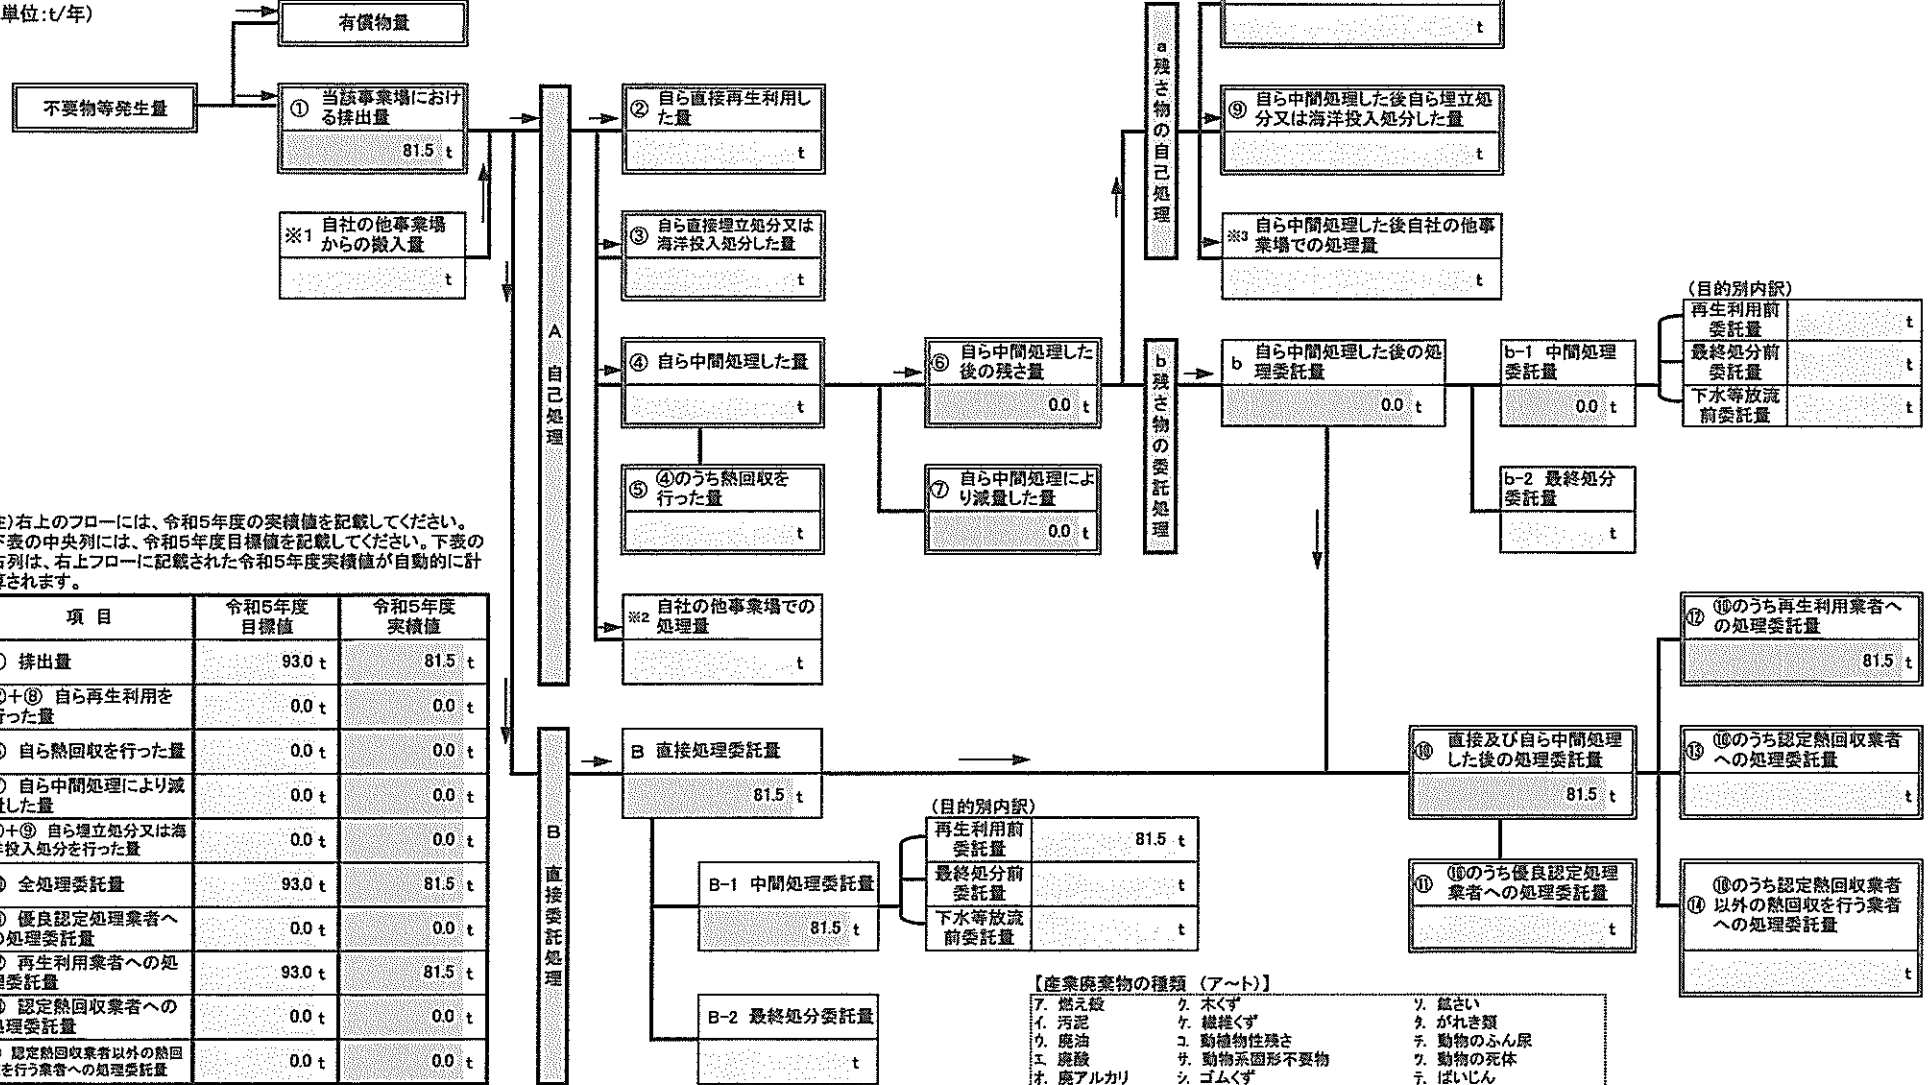 単位:t/年)
有償物量
不要物等発生量
① 当該事業場におけ
る排出量
81.5 t
※1 自社の他事業場
からの搬入量
t
A 自己処理
② 自ら直接再生利用し
た量
t
③ 自ら直接埋立処分又は
海洋投入処分した量
t
④ 自ら中間処理した量
t
⑤ ④のうち熱回収を
行った量
t
※2 自社の他事業場での
処理量
t
⑥ 自ら中間処理した
後の残さ量
0.0 t
⑦ 自ら中間処理によ
り減量した量
0.0 t
a 残さ物の自己処理
t
⑨ 自ら中間処理した後自ら埋立処
分又は海洋投入処分した量
t
※3 自ら中間処理した後自社の他事
業場での処理量
t
b 残さ物の委託処理
b 自ら中間処理した後の処
理委託量
0.0 t
b-1 中間処理
委託量
0.0 t
(目的別内訳)
再生利用前
委託量
t
最終処分前
委託量
t
下水等放流
前委託量
t
b-2 最終処分
委託量
t
)右上のフローには、令和5年度の実績値を記載してください。
下表の中央列には、令和5年度目標値を記載してください。下表の
右列は、右上フローに記載された令和5年度実績値が自動的に計
算されます。
項 目 令和5年度 目標値 令和5年度 実績値
排出量 93.0 t 81.5 t
+⑧ 自ら再生利用を
行った量 0.0 t 0.0 t
自ら熱回収を行った量 0.0 t 0.0 t
自ら中間処理により減
量した量 0.0 t 0.0 t
+⑨ 自ら埋立処分又は海
洋投入処分を行った量 0.0 t 0.0 t
全処理委託量 93.0 t 81.5 t
優良認定処理業者へ
の処理委託量 0.0 t 0.0 t
再生利用業者への処
理委託量 93.0 t 81.5 t
認定熱回収業者への
処理委託量 0.0 t 0.0 t
認定熱回収業者以外の熱回
を行う業者への処理委託量 0.0 t 0.0 t
B 直接委託処理
B 直接処理委託量
81.5 t
B-1 中間処理委託量
81.5 t
(目的別内訳)
再生利用前
委託量
81.5 t
最終処分前
委託量
t
下水等放流
前委託量
t
B-2 最終処分委託量
t
⑩ 直接及び自ら中間処理
した後の処理委託量
81.5 t
⑪ ⑩のうち優良認定処理
業者への処理委託量
t
⑫ ⑩のうち再生利用業者へ
の処理委託量
81.5 t
⑬ ⑩のうち認定熱回収業者
への処理委託量
t
⑭ ⑩のうち認定熱回収業者
以外の熱回収を行う業者
への処理委託量
t
【産業廃棄物の種類 (ア～ト)】
ア. 燃え殻 ク. 木くず ソ. 鉱さい
イ. 汚泥 ケ. 繊維くず タ. がれき類
ウ. 廃油 コ. 動植物性残さ チ. 動物のふん尿
エ. 廃酸 サ. 動物系固形不要物 ツ. 動物の死体
オ. 廃アルカリ シ. ゴムくず テ. ばいじん